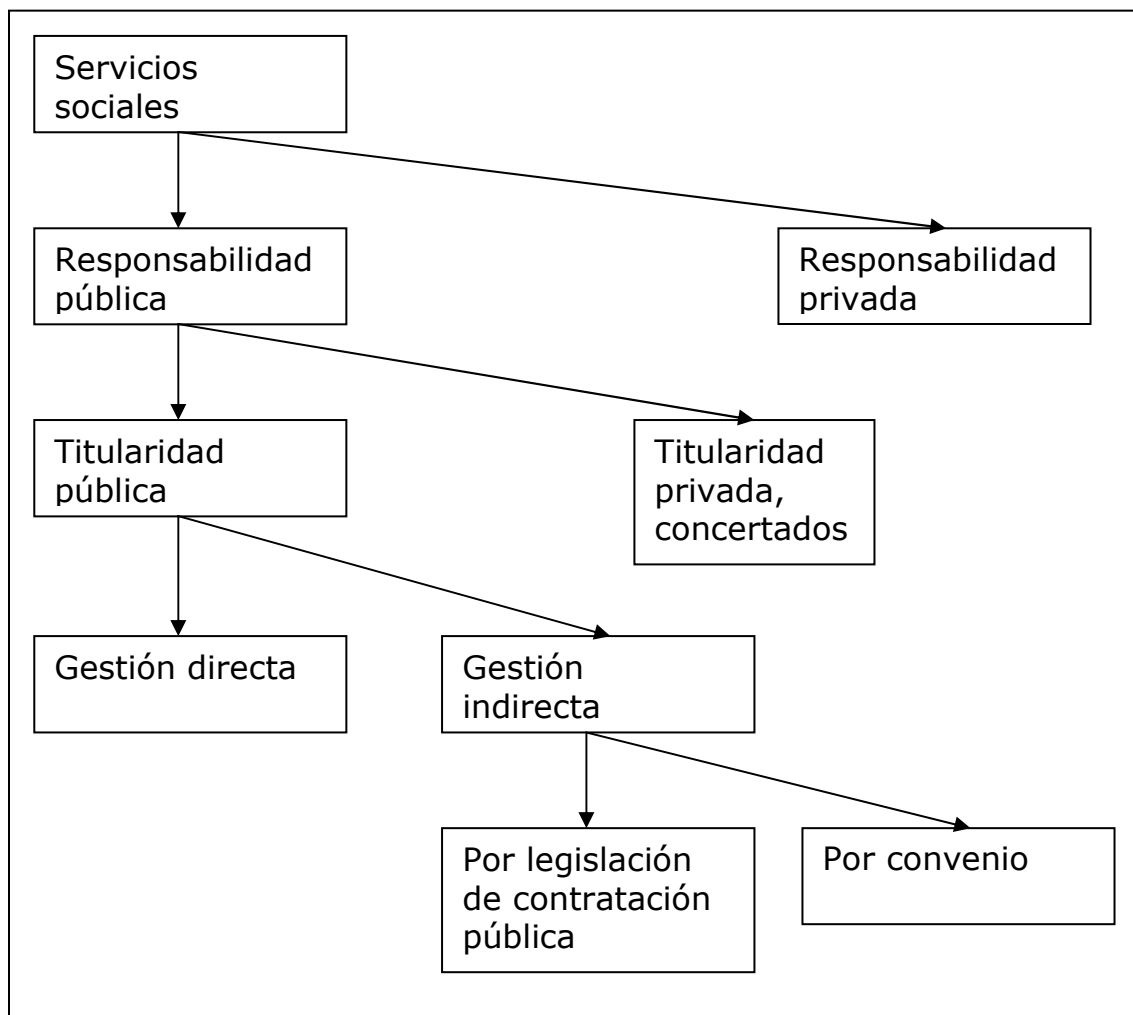 Servicios
sociales
Responsabilidad
pública
Responsabilidad
privada
Titularidad
pública
Titularidad
privada,
concertados
Gestión directa
Gestión
indirecta
Por legislación
de contratación
pública
Por convenio